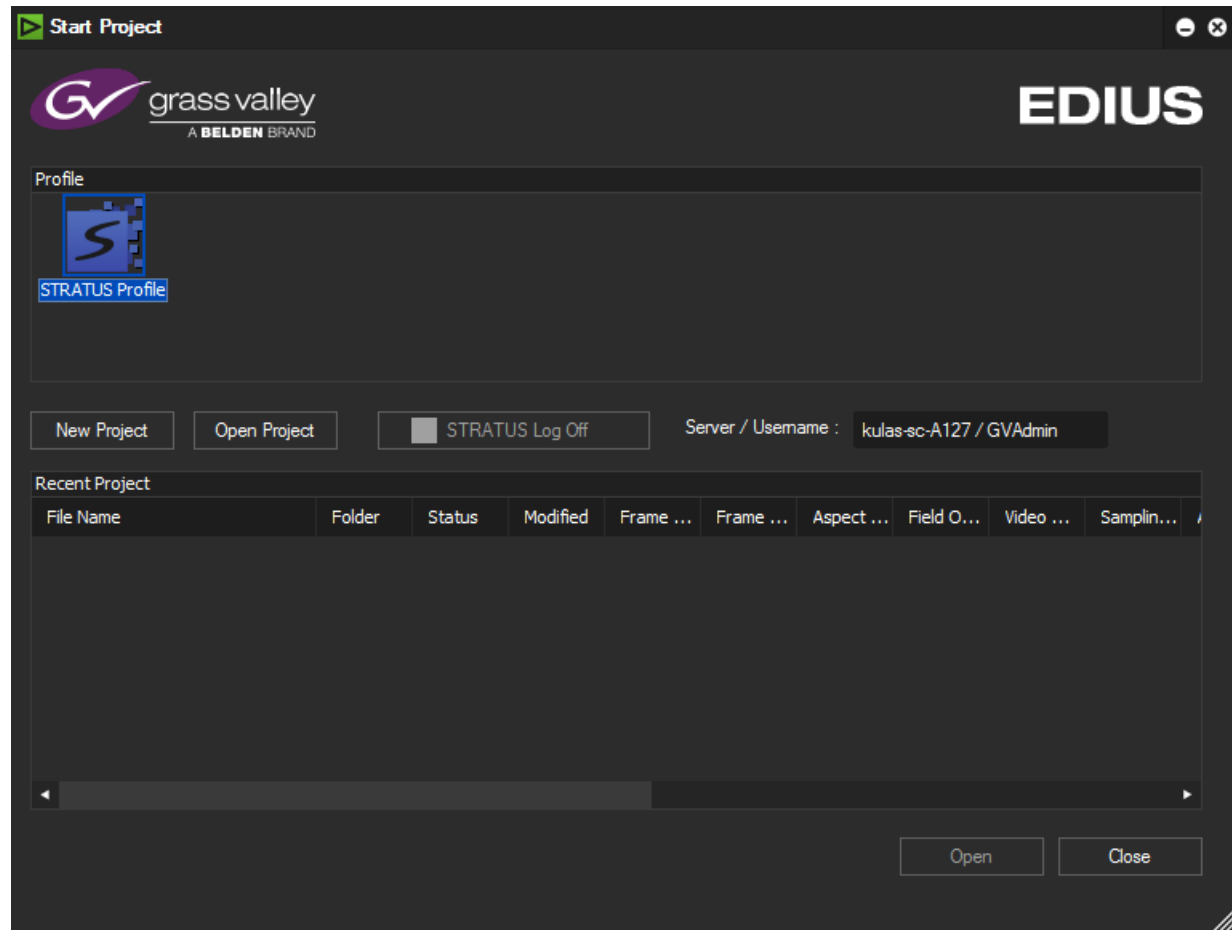 Start Project
GV grass valley
A BELDEN BRAND
EDIUS
Profile
S
STRATUS Profile
New Project Open Project STRATUS Log Off Server / Username : kulas-sc-A127 / GVAdmin
Recent Project
File Name Folder Status Modified Frame ... Frame ... Aspect ... Field O... Video ... Samplin...
Open Close